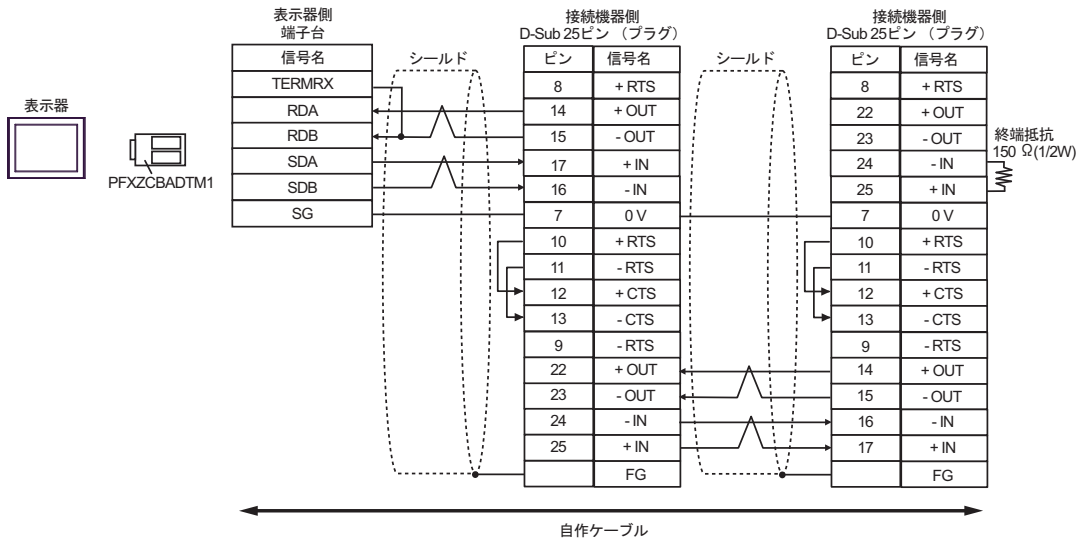 表示器
PFXZCBADTM1
表示器側
端子台
信号名
TERMRX
RDA
RDB
SDA
SDB
SG
シールド
接続機器側
D-Sub 25ピン （プラグ）
ピン 信号名
8 + RTS
14 + OUT
15 - OUT
17 + IN
16 - IN
7 0 V
10 + RTS
11 - RTS
12 + CTS
13 - CTS
9 - RTS
22 + OUT
23 - OUT
24 - IN
25 + IN
FG
シールド
接続機器側
D-Sub 25ピン （プラグ）
ピン 信号名
8 + RTS
22 + OUT
23 - OUT
24 - IN
25 + IN
7 0 V
10 + RTS
11 - RTS
12 + CTS
13 - CTS
9 - RTS
14 + OUT
15 - OUT
16 - IN
17 + IN
FG
終端抵抗
150 Ω(1/2W)
自作ケーブル